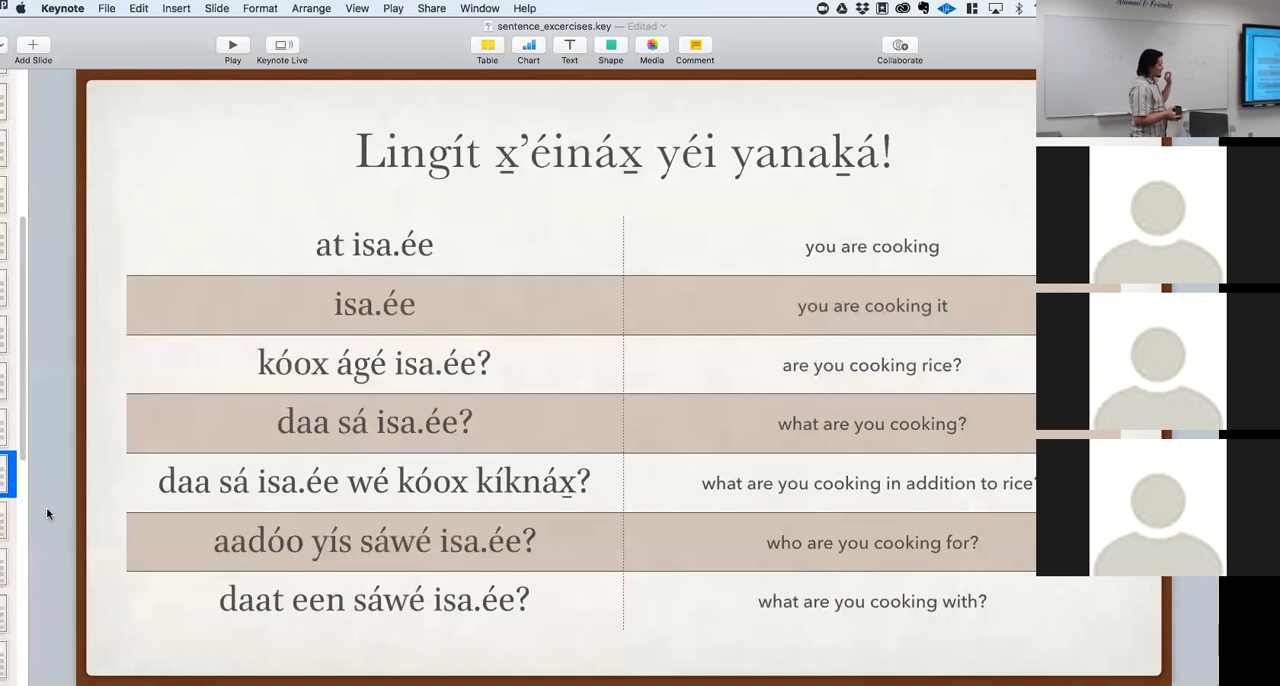 Keynote File Edit Insert Slide Format Arrange View Play Share Window Help
sentence_excercises.key — Edited
Add Slide Play Keynote Live Table Chart Text Shape Media Comment Collaborate
Alumni & Friends
Lingít x̲’éináx̲ yéi yanaḵá!
at isa.ée you are cooking
isa.ée you are cooking it
kóox ágé isa.ée? are you cooking rice?
daa sá isa.ée? what are you cooking?
daa sá isa.ée wé kóox kíknáx̲? what are you cooking in addition to rice?
aadóo yís sáwé isa.ée? who are you cooking for?
daat een sáwé isa.ée? what are you cooking with?